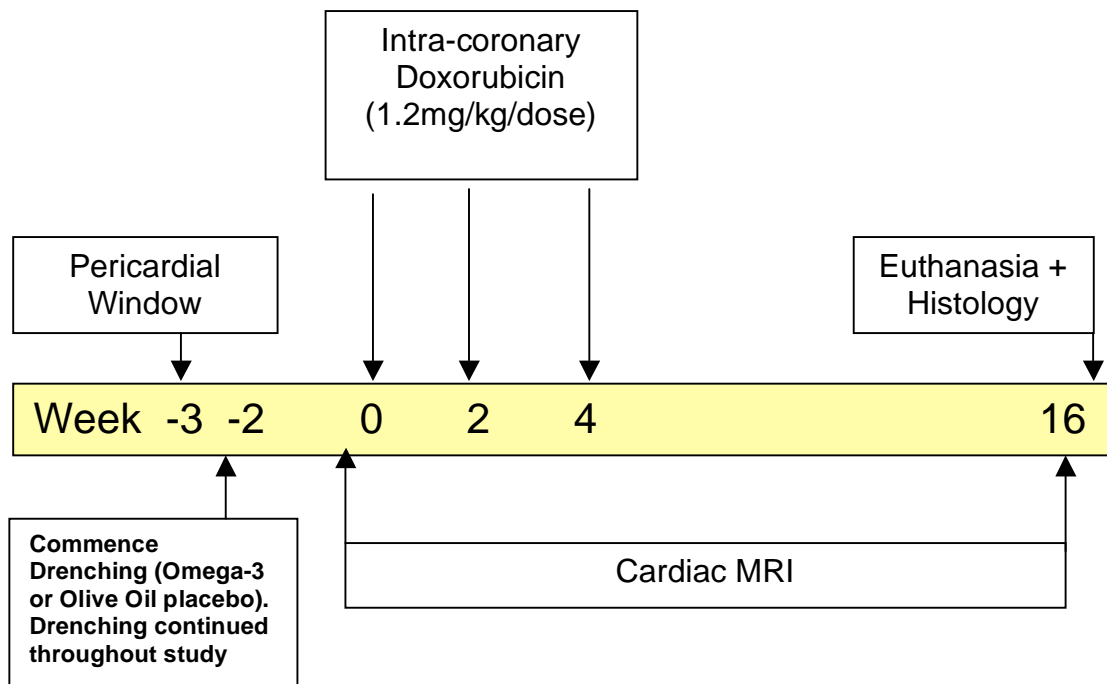 Intra-coronary
Doxorubicin
(1.2mg/kg/dose)
Pericardial
Window
Euthanasia +
Histology
Week -3 -2 0 2 4 16
Commence
Drenching (Omega-3
or Olive Oil placebo).
Drenching continued
throughout study
Cardiac MRI